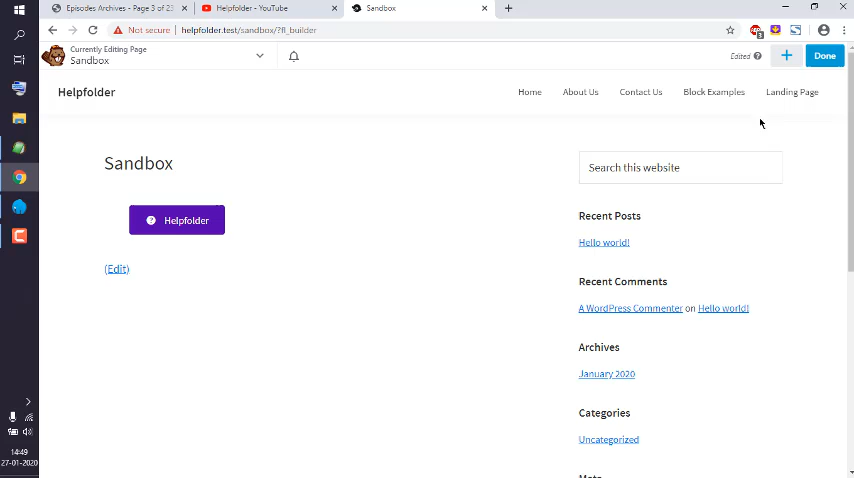 Episodes Archives - Page 3 of 23
Helpfolder - YouTube
Sandbox
Not secure | helpfolder.test/sandbox/?fl_builder
3
Currently Editing Page
Sandbox
Edited
Done
Helpfolder
Home
About Us
Contact Us
Block Examples
Landing Page
Sandbox
Search this website
Helpfolder
Recent Posts
(Edit)
Hello world!
Recent Comments
A WordPress Commenter on Hello world!
Archives
January 2020
Categories
Uncategorized
14:49
27-01-2020